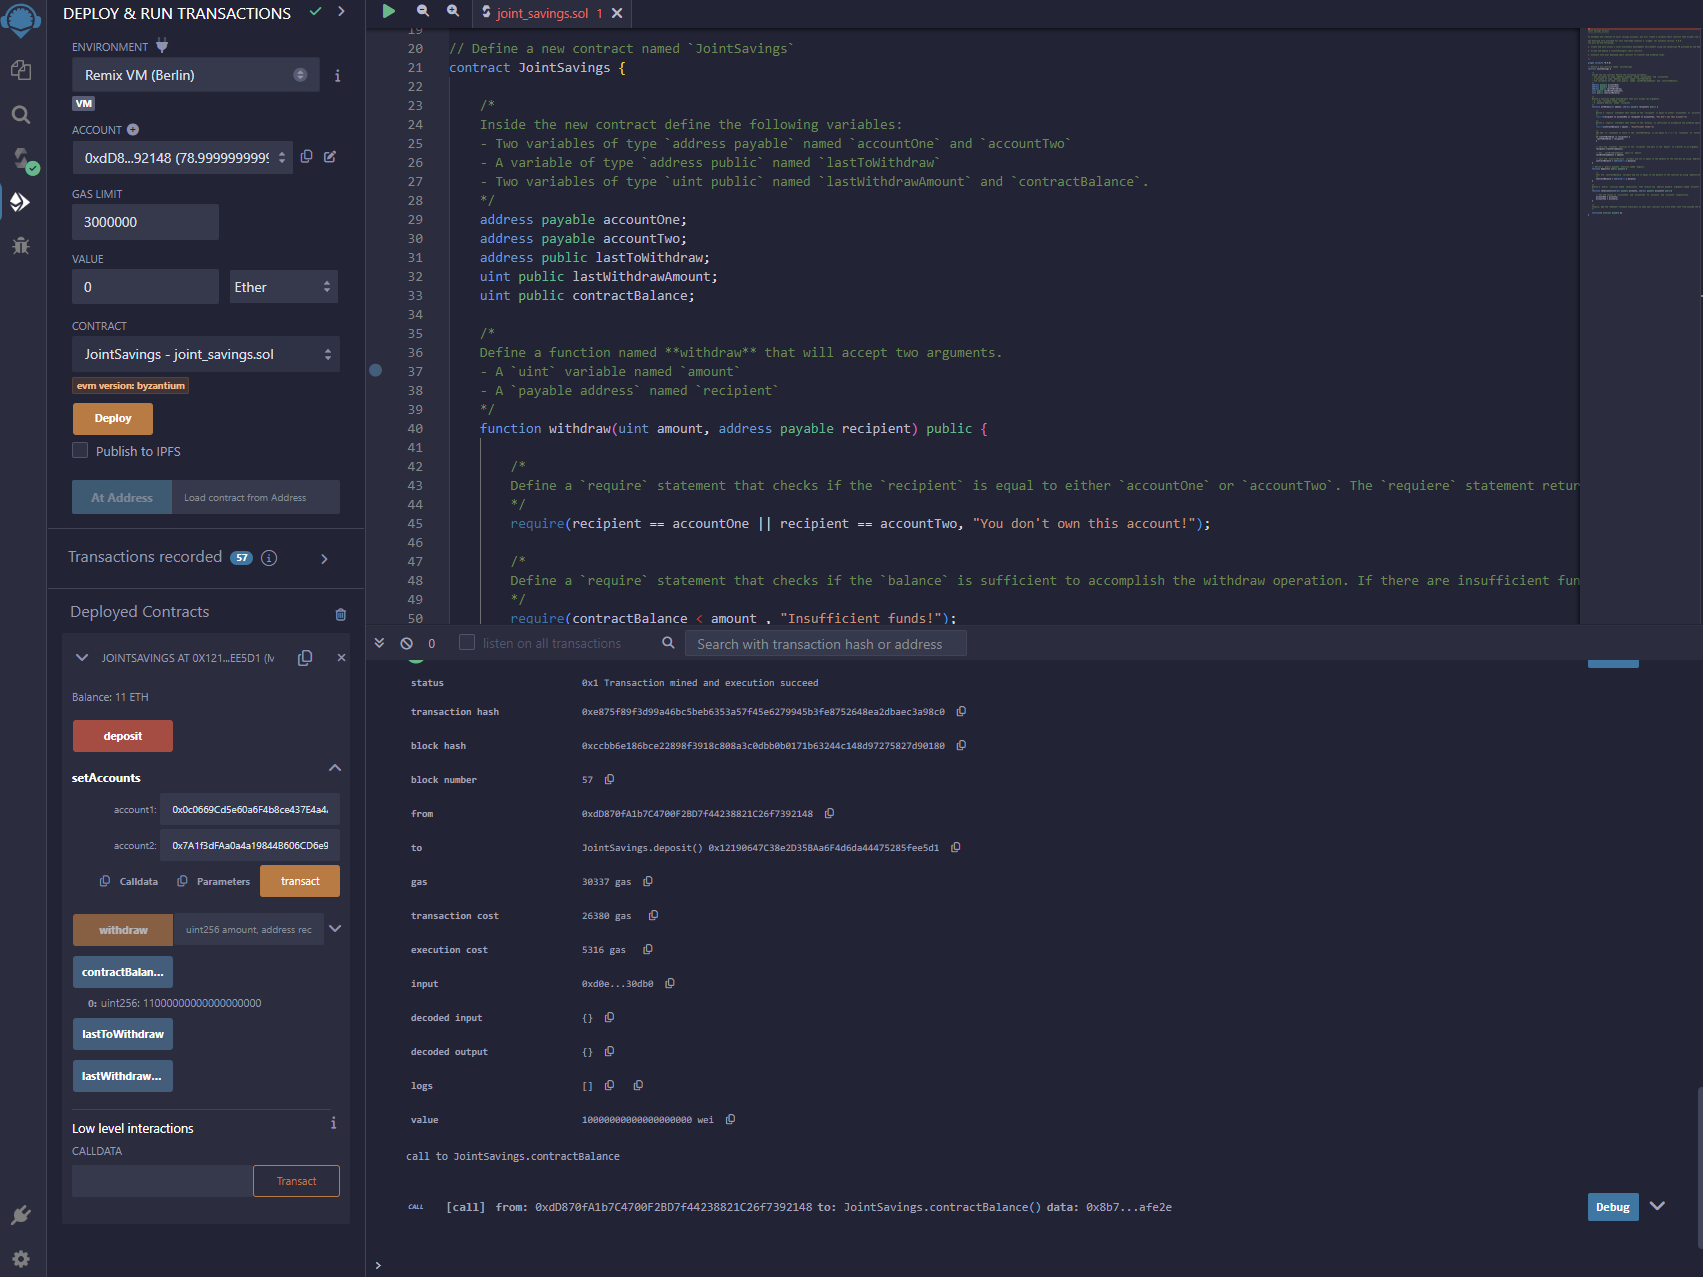 DEPLOY & RUN TRANSACTIONS
ENVIRONMENT
Remix VM (Berlin)
VM
ACCOUNT
0xdD8...92148 (78.9999999999
GAS LIMIT
3000000
VALUE
0
Ether
CONTRACT
JointSavings - joint_savings.sol
evm version: byzantium
Deploy
Publish to IPFS
At Address
Load contract from Address
Transactions recorded 57
Deployed Contracts
JOINTSAVINGS AT 0X121...EE5D1 (M
Balance: 11 ETH
deposit
setAccounts
account1: 0x0c0669Cd5e60a6F4b8ce437E4a4
account2: 0x7A1f3dFAa0a4a19844B606CD6e9
Calldata
Parameters
transact
withdraw
uint256 amount, address rec
contractBalan...
0: uint256: 11000000000000000000
lastToWithdraw
lastWithdraw...
Low level interactions
CALLDATA
Transact
joint_savings.sol 1
19
20 // Define a new contract named `JointSavings`
21 contract JointSavings {
22
23 /*
24 Inside the new contract define the following variables:
25 - Two variables of type `address payable` named `accountOne` and `accountTwo`
26 - A variable of type `address public` named `lastToWithdraw`
27 - Two variables of type `uint public` named `lastWithdrawAmount` and `contractBalance`.
28 */
29 address payable accountOne;
30 address payable accountTwo;
31 address public lastToWithdraw;
32 uint public lastWithdrawAmount;
33 uint public contractBalance;
34
35 /*
36 Define a function named **withdraw** that will accept two arguments.
37 - A `uint` variable named `amount`
38 - A `payable address` named `recipient`
39 */
40 function withdraw(uint amount, address payable recipient) public {
41
42 /*
43 Define a `require` statement that checks if the `recipient` is equal to either `accountOne` or `accountTwo`. The `requiere` statement retur
44 */
45 require(recipient == accountOne || recipient == accountTwo, "You don't own this account!");
46
47 /*
48 Define a `require` statement that checks if the `balance` is sufficient to accomplish the withdraw operation. If there are insufficient fun
49 */
50 require(contractBalance < amount , "Insufficient funds!");
0
listen on all transactions
Search with transaction hash or address
status 0x1 Transaction mined and execution succeed
transaction hash 0xe875f89f3d99a46bc5beb6353a57f45e6279945b3fe8752648ea2dbaec3a98c0
block hash 0xccbb6e186bce22898f3918c808a3c0dbb0b0171b63244c148d97275827d90180
block number 57
from 0xdD870fA1b7C4700F2BD7f44238821C26f7392148
to JointSavings.deposit() 0x12190647C38e2D35BAa6F4d6da44475285fee5d1
gas 30337 gas
transaction cost 26380 gas
execution cost 5316 gas
input 0xd0e...30db0
decoded input {}
decoded output {}
logs []
value 10000000000000000000 wei
call to JointSavings.contractBalance
CALL [call] from: 0xdD870fA1b7C4700F2BD7f44238821C26f7392148 to: JointSavings.contractBalance() data: 0x8b7...afe2e
Debug
>